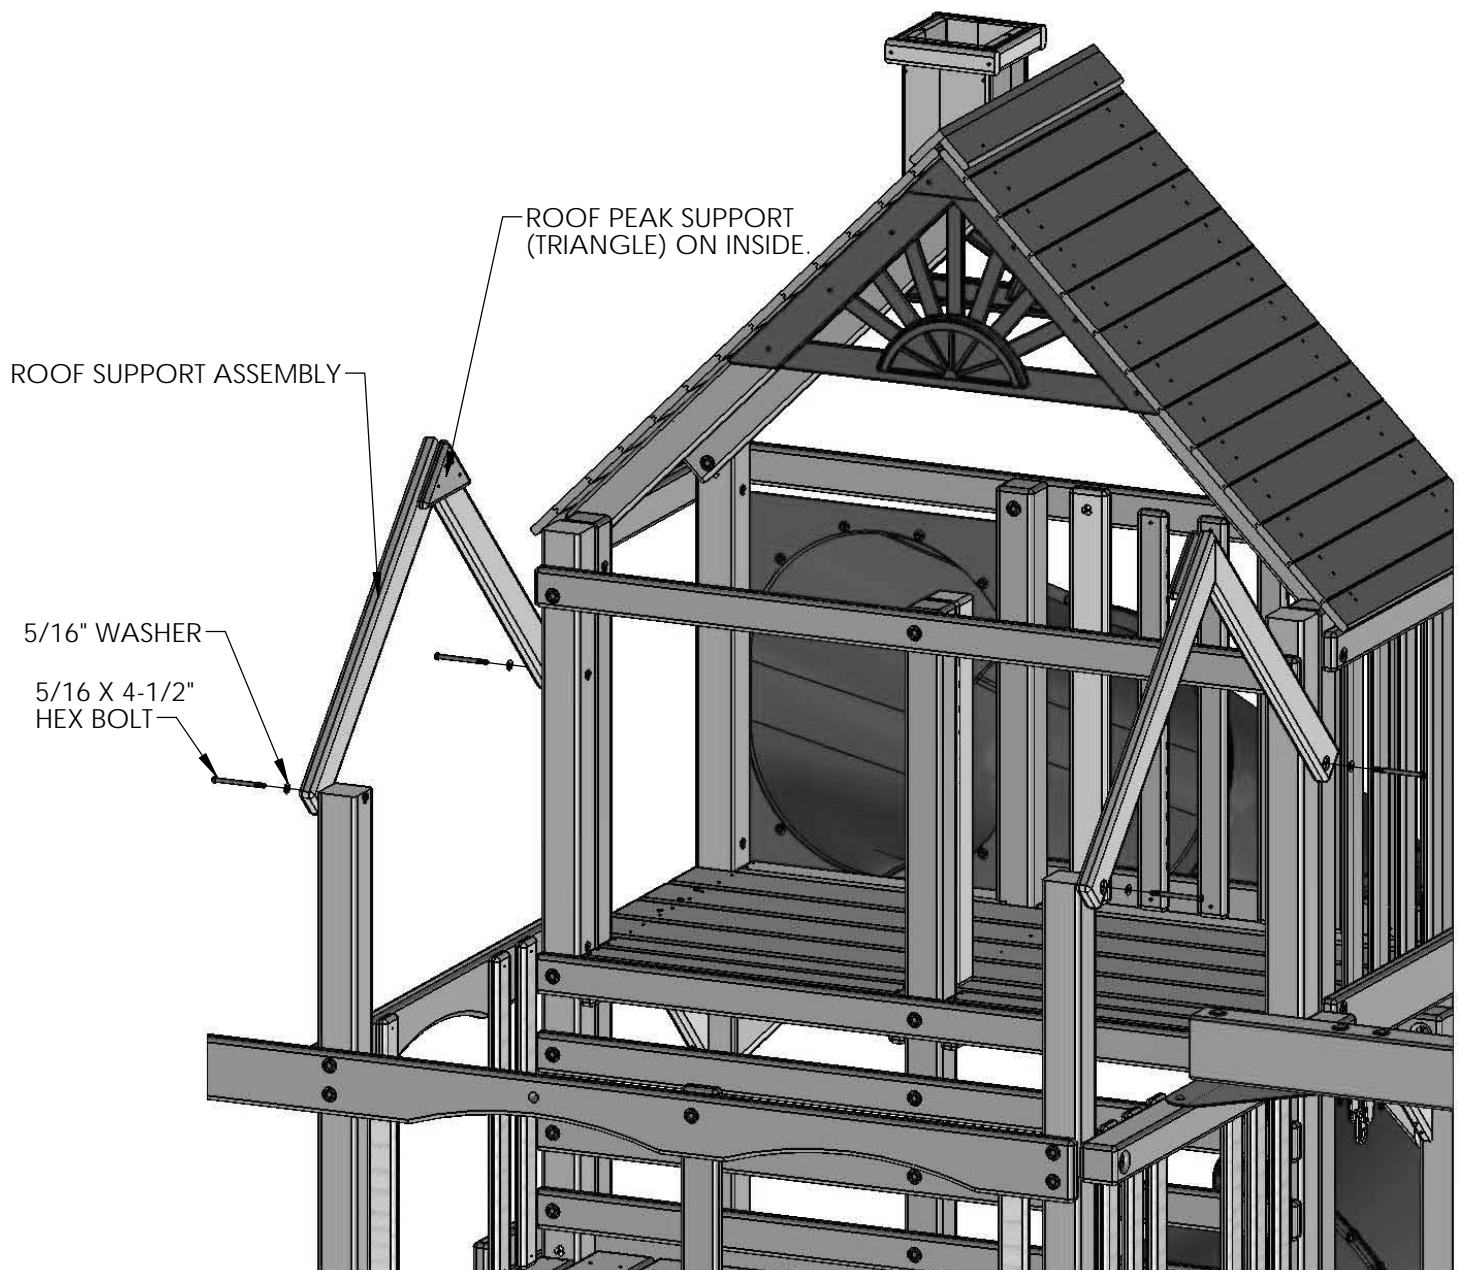 ROOF PEAK SUPPORT
(TRIANGLE) ON INSIDE.
ROOF SUPPORT ASSEMBLY
5/16" WASHER
5/16 X 4-1/2"
HEX BOLT